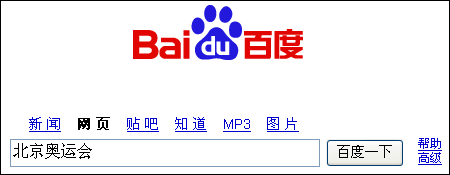 Bai du 百度
新闻 网页 贴吧 知道 MP3 图片
北京奥运会 百度一下 帮助
高级